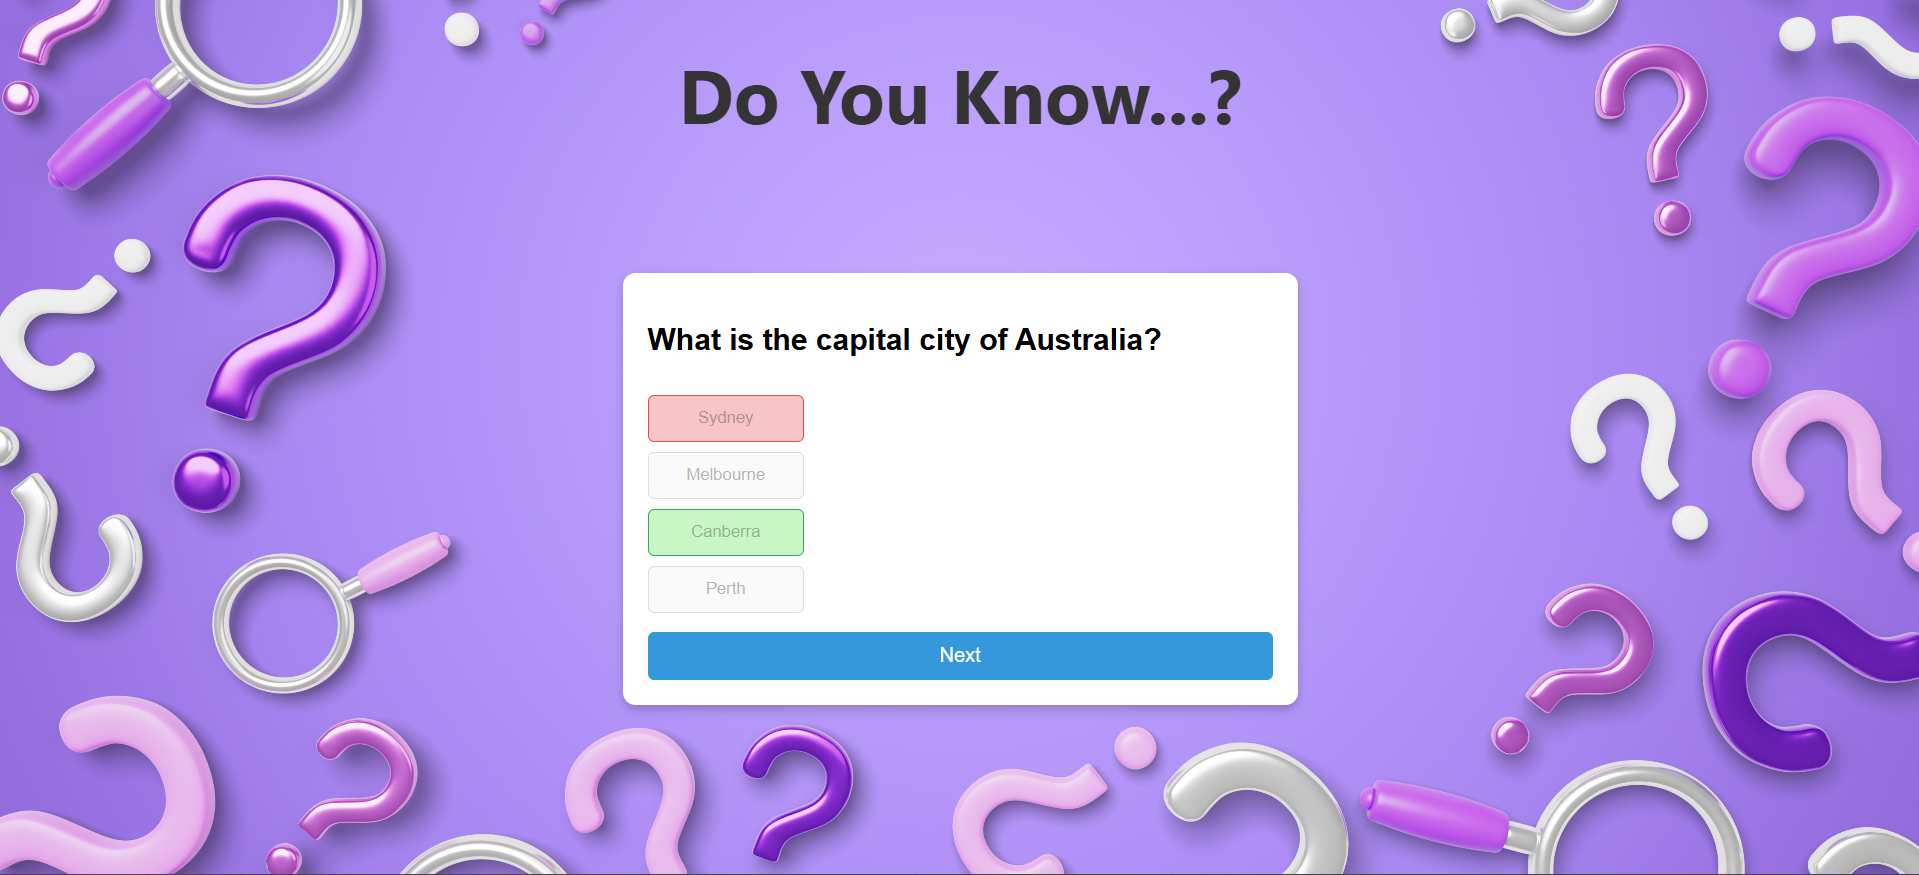 Do You Know...?
What is the capital city of Australia?
Sydney
Melbourne
Canberra
Perth
Next